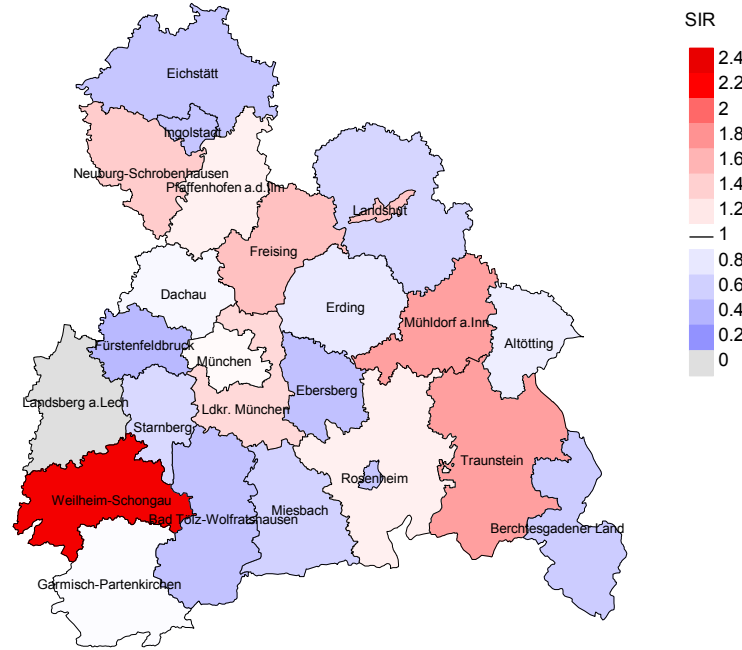 SIR
2.4
2.2
2
1.8
1.6
1.4
1.2
1
0.8
0.6
0.4
0.2
0
Eichstätt
Ingolstadt
Neuburg-Schrobenhausen
Pfaffenhofen a.d.Ilm
Landshut
Freising
Dachau
Erding
Mühldorf a.Inn
Altötting
Fürstenfeldbruck
München
Ebersberg
Landsberg a.Lech
Ldkr. München
Starnberg
Traunstein
Rosenheim
Weilheim-Schongau
Bad Tölz-Wolfratshausen
Miesbach
Berchtesgadener Land
Garmisch-Partenkirchen